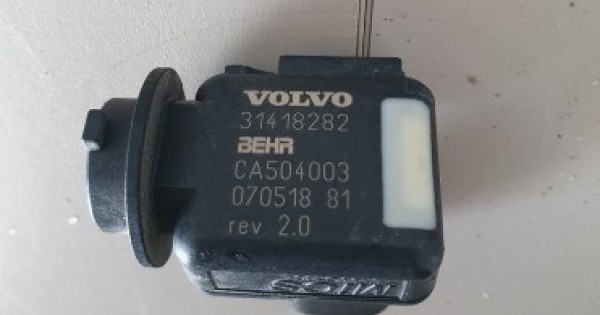 VOLVO
31418282
BEHR
CA504003
070518 81
rev 2.0